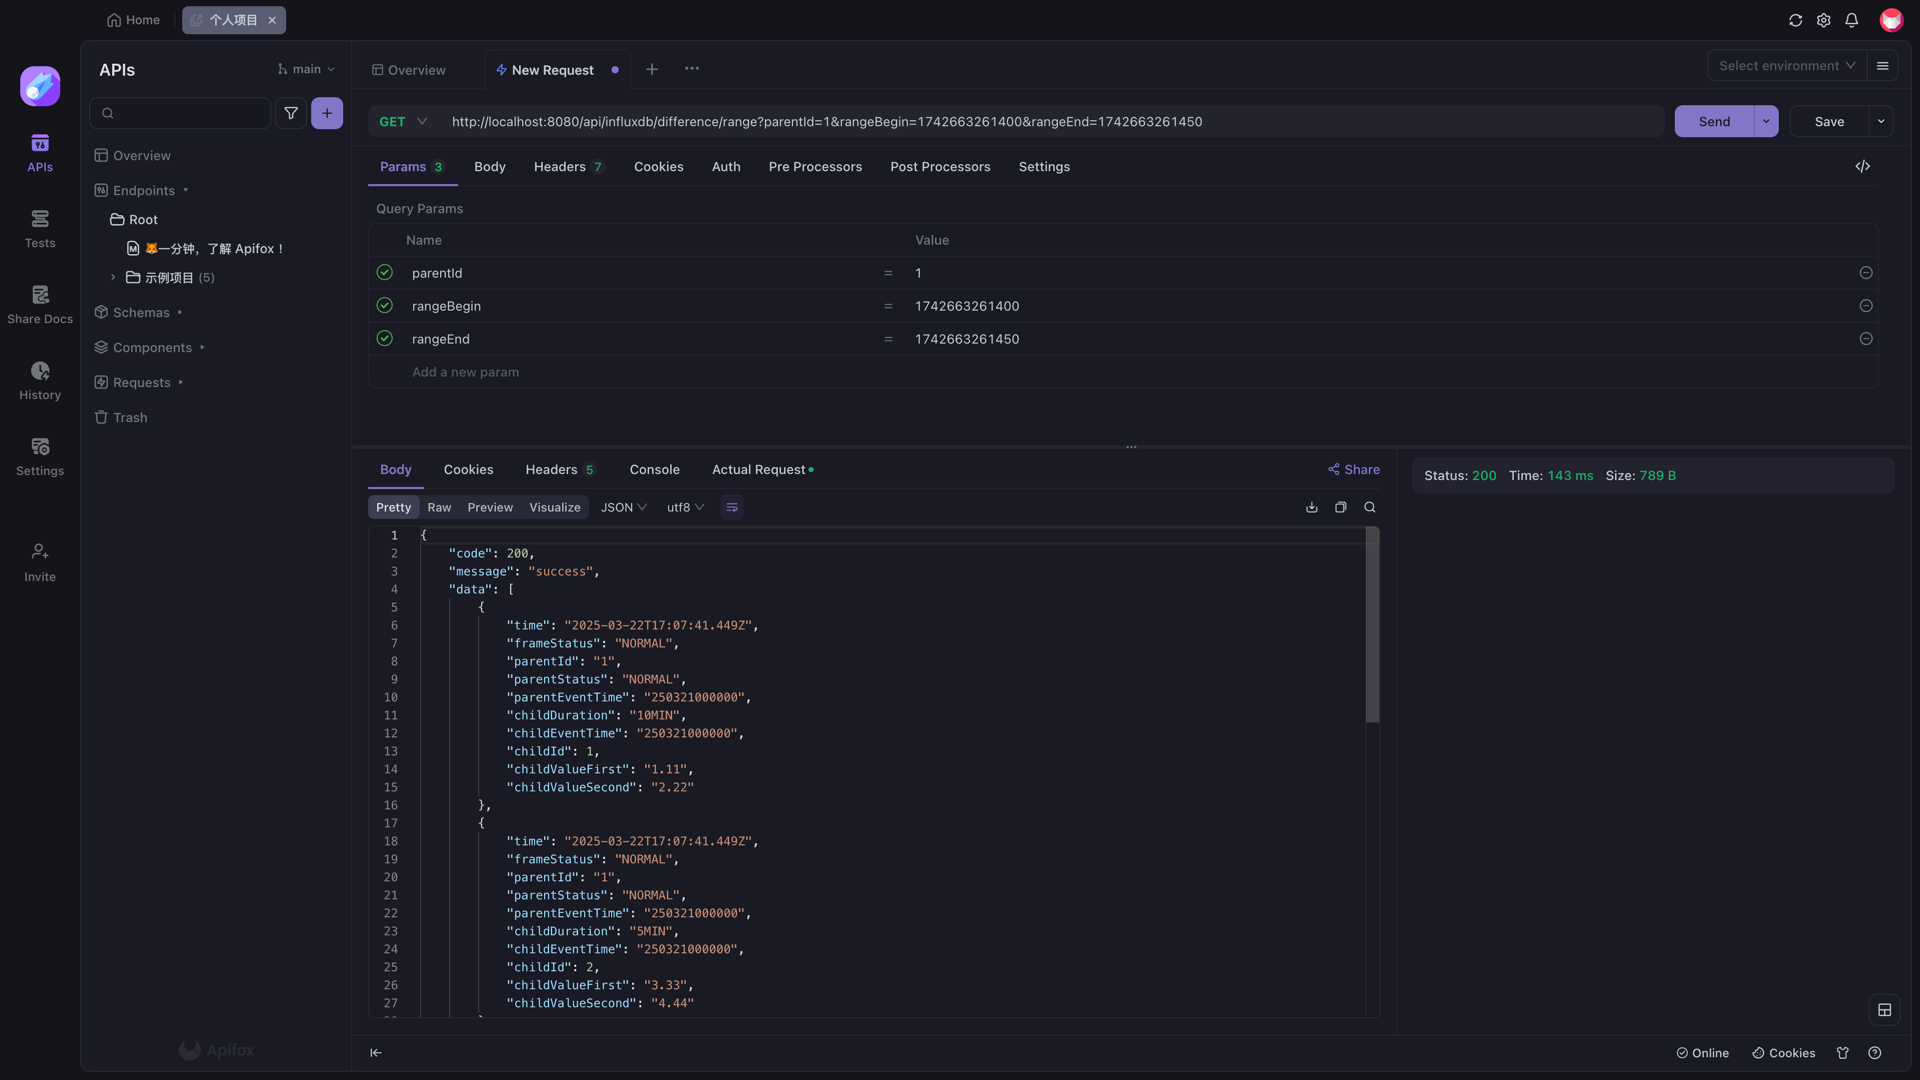 Home
个人项目
APIs
main
Overview
New Request
Select environment
GET
http://localhost:8080/api/influxdb/difference/range?parentId=1&rangeBegin=1742663261400&rangeEnd=1742663261450
Send
Save
APIs
Tests
Share Docs
History
Settings
Invite
Overview
Endpoints
Root
🦊一分钟，了解 Apifox！
示例项目 (5)
Schemas
Components
Requests
Trash
Apifox
Params 3
Body
Headers 7
Cookies
Auth
Pre Processors
Post Processors
Settings
Query Params
Name
Value
parentId = 1
rangeBegin = 1742663261400
rangeEnd = 1742663261450
Add a new param
Body
Cookies
Headers 5
Console
Actual Request
Share
Status: 200 Time: 143 ms Size: 789 B
Pretty
Raw
Preview
Visualize
JSON
utf8
1 {
2 "code": 200,
3 "message": "success",
4 "data": [
5 {
6 "time": "2025-03-22T17:07:41.449Z",
7 "frameStatus": "NORMAL",
8 "parentId": "1",
9 "parentStatus": "NORMAL",
10 "parentEventTime": "250321000000",
11 "childDuration": "10MIN",
12 "childEventTime": "250321000000",
13 "childId": 1,
14 "childValueFirst": "1.11",
15 "childValueSecond": "2.22"
16 },
17 {
18 "time": "2025-03-22T17:07:41.449Z",
19 "frameStatus": "NORMAL",
20 "parentId": "1",
21 "parentStatus": "NORMAL",
22 "parentEventTime": "250321000000",
23 "childDuration": "5MIN",
24 "childEventTime": "250321000000",
25 "childId": 2,
26 "childValueFirst": "3.33",
27 "childValueSecond": "4.44"
Online
Cookies